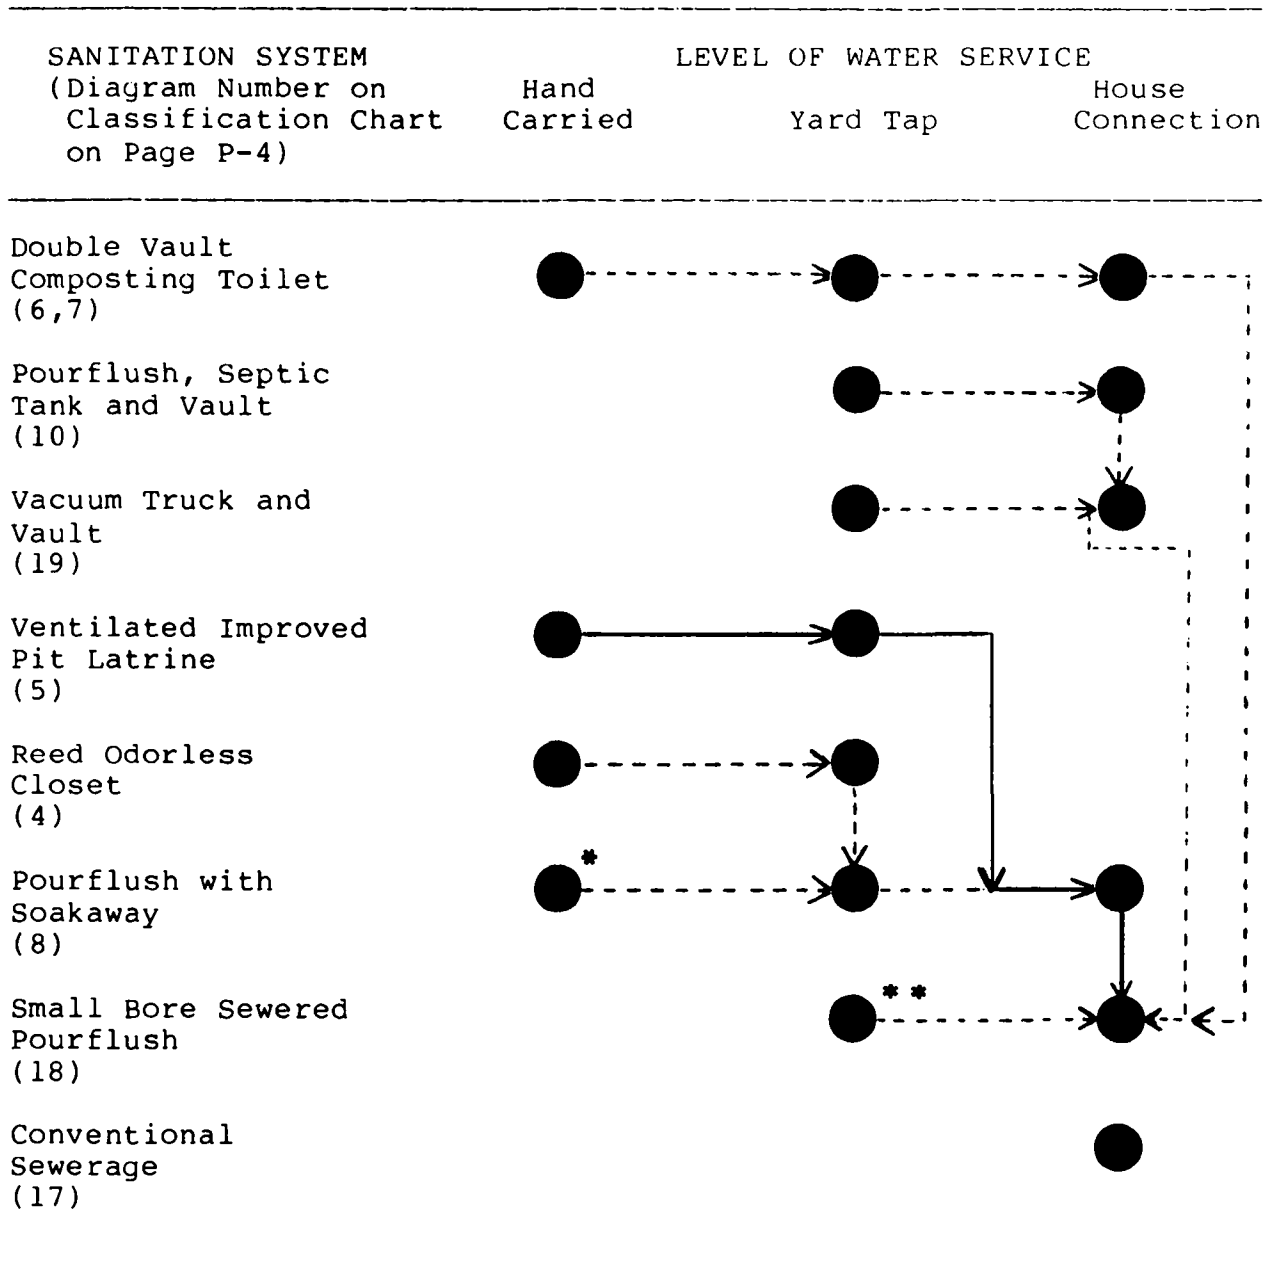 SANITATION SYSTEM LEVEL OF WATER SERVICE
(Diagram Number on Hand House
Classification Chart Carried Yard Tap Connection
on Page P-4)
Double Vault
Composting Toilet
(6,7)
Pourflush, Septic
Tank and Vault
(10)
Vacuum Truck and
Vault
(19)
Ventilated Improved
Pit Latrine
(5)
Reed Odorless
Closet
(4)
*
Pourflush with
Soakaway
(8)
**
Small Bore Sewered
Pourflush
(18)
Conventional
Sewerage
(17)